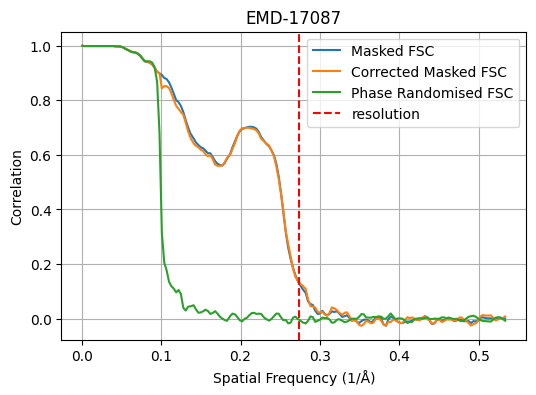 EMD-17087
Masked FSC
Corrected Masked FSC
Phase Randomised FSC
resolution
Correlation
1.0
0.8
0.6
0.4
0.2
0.0
0.0 0.1 0.2 0.3 0.4 0.5
Spatial Frequency (1/Å)